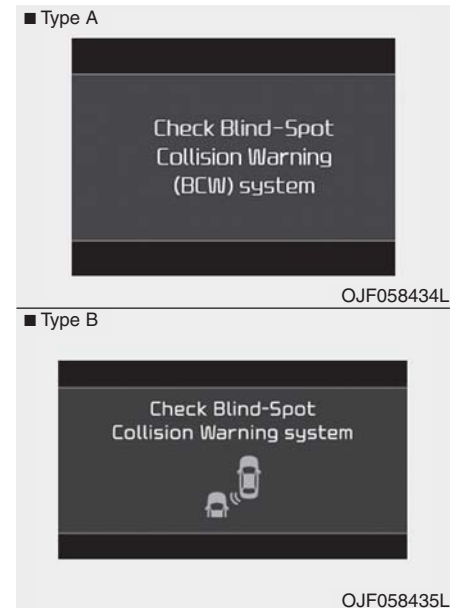 ■ Type A
Check Blind-Spot
Collision Warning
(BCW) system
OJF058434L
■ Type B
Check Blind-Spot
Collision Warning system
OJF058435L